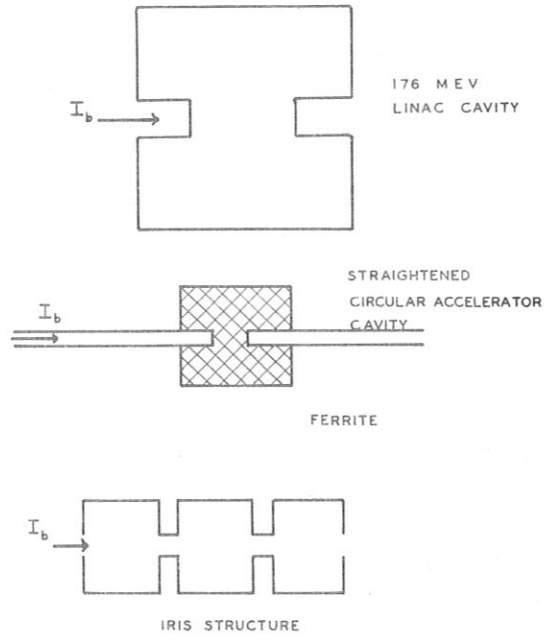 176 MEV
LINAC CAVITY
I_b
STRAIGHTENED
CIRCULAR ACCELERATOR
CAVITY
I_b
FERRITE
I_b
IRIS STRUCTURE